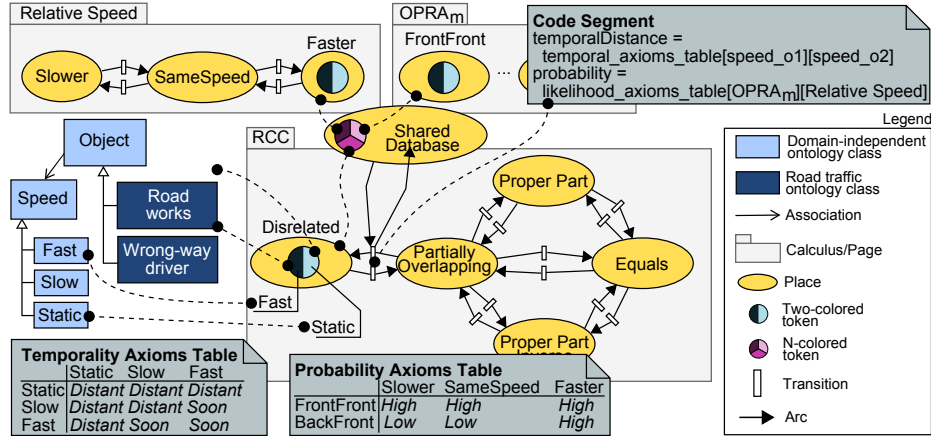 Relative Speed
Slower
SameSpeed
Faster
OPRAm
FrontFront
...
Code Segment
temporalDistance =
temporal_axioms_table[speed_o1][speed_o2]
probability =
likelihood_axioms_table[OPRAm][Relative Speed]
Shared
Database
RCC
Disrelated
Partially
Overlapping
Proper Part
Equals
Proper Part
Inverse
Object
Speed
Road
works
Wrong-way
driver
Fast
Slow
Static
Fast
Static
Legend
Domain-independent
ontology class
Road traffic
ontology class
Association
Calculus/Page
Place
Two-colored
token
N-colored
token
Transition
Arc
Temporality Axioms Table
Static Slow Fast
Static Distant Distant Distant
Slow Distant Distant Soon
Fast Distant Soon Soon
Probability Axioms Table
Slower SameSpeed Faster
FrontFront High High High
BackFront Low Low High